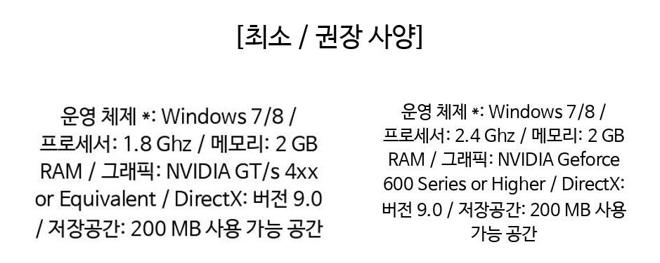 [최소 / 권장 사양]
운영 체제 *: Windows 7/8 /
프로세서: 1.8 Ghz / 메모리: 2 GB
RAM / 그래픽: NVIDIA GT/s 4xx
or Equivalent / DirectX: 버전 9.0
/ 저장공간: 200 MB 사용 가능 공간
운영 체제 *: Windows 7/8 /
프로세서: 2.4 Ghz / 메모리: 2 GB
RAM / 그래픽: NVIDIA Geforce
600 Series or Higher / DirectX:
버전 9.0 / 저장공간: 200 MB 사용
가능 공간